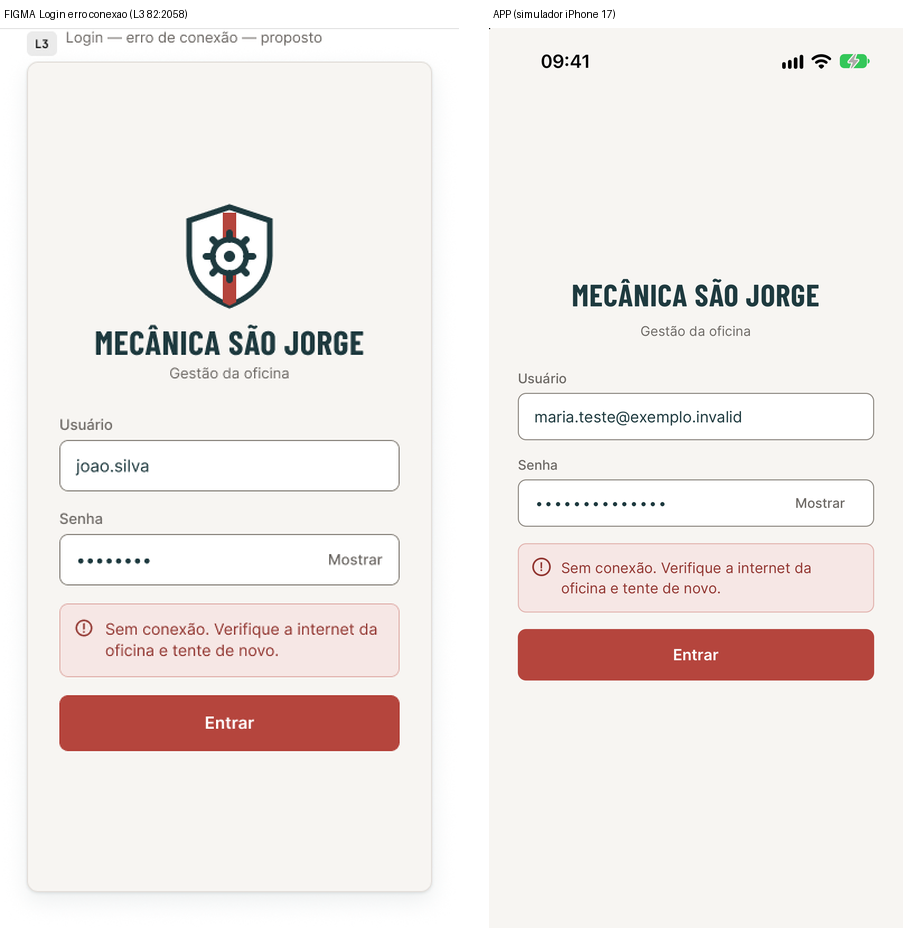 FIGMA Login erro conexao (L3 82:2058)
L3
Login — erro de conexão — proposto
MECÂNICA SÃO JORGE
Gestão da oficina
Usuário
joao.silva
Senha
••••••••
Mostrar
Sem conexão. Verifique a internet da
oficina e tente de novo.
Entrar
APP (simulador iPhone 17)
09:41
MECÂNICA SÃO JORGE
Gestão da oficina
Usuário
maria.teste@exemplo.invalid
Senha
••••••••••••••
Mostrar
Sem conexão. Verifique a internet da
oficina e tente de novo.
Entrar